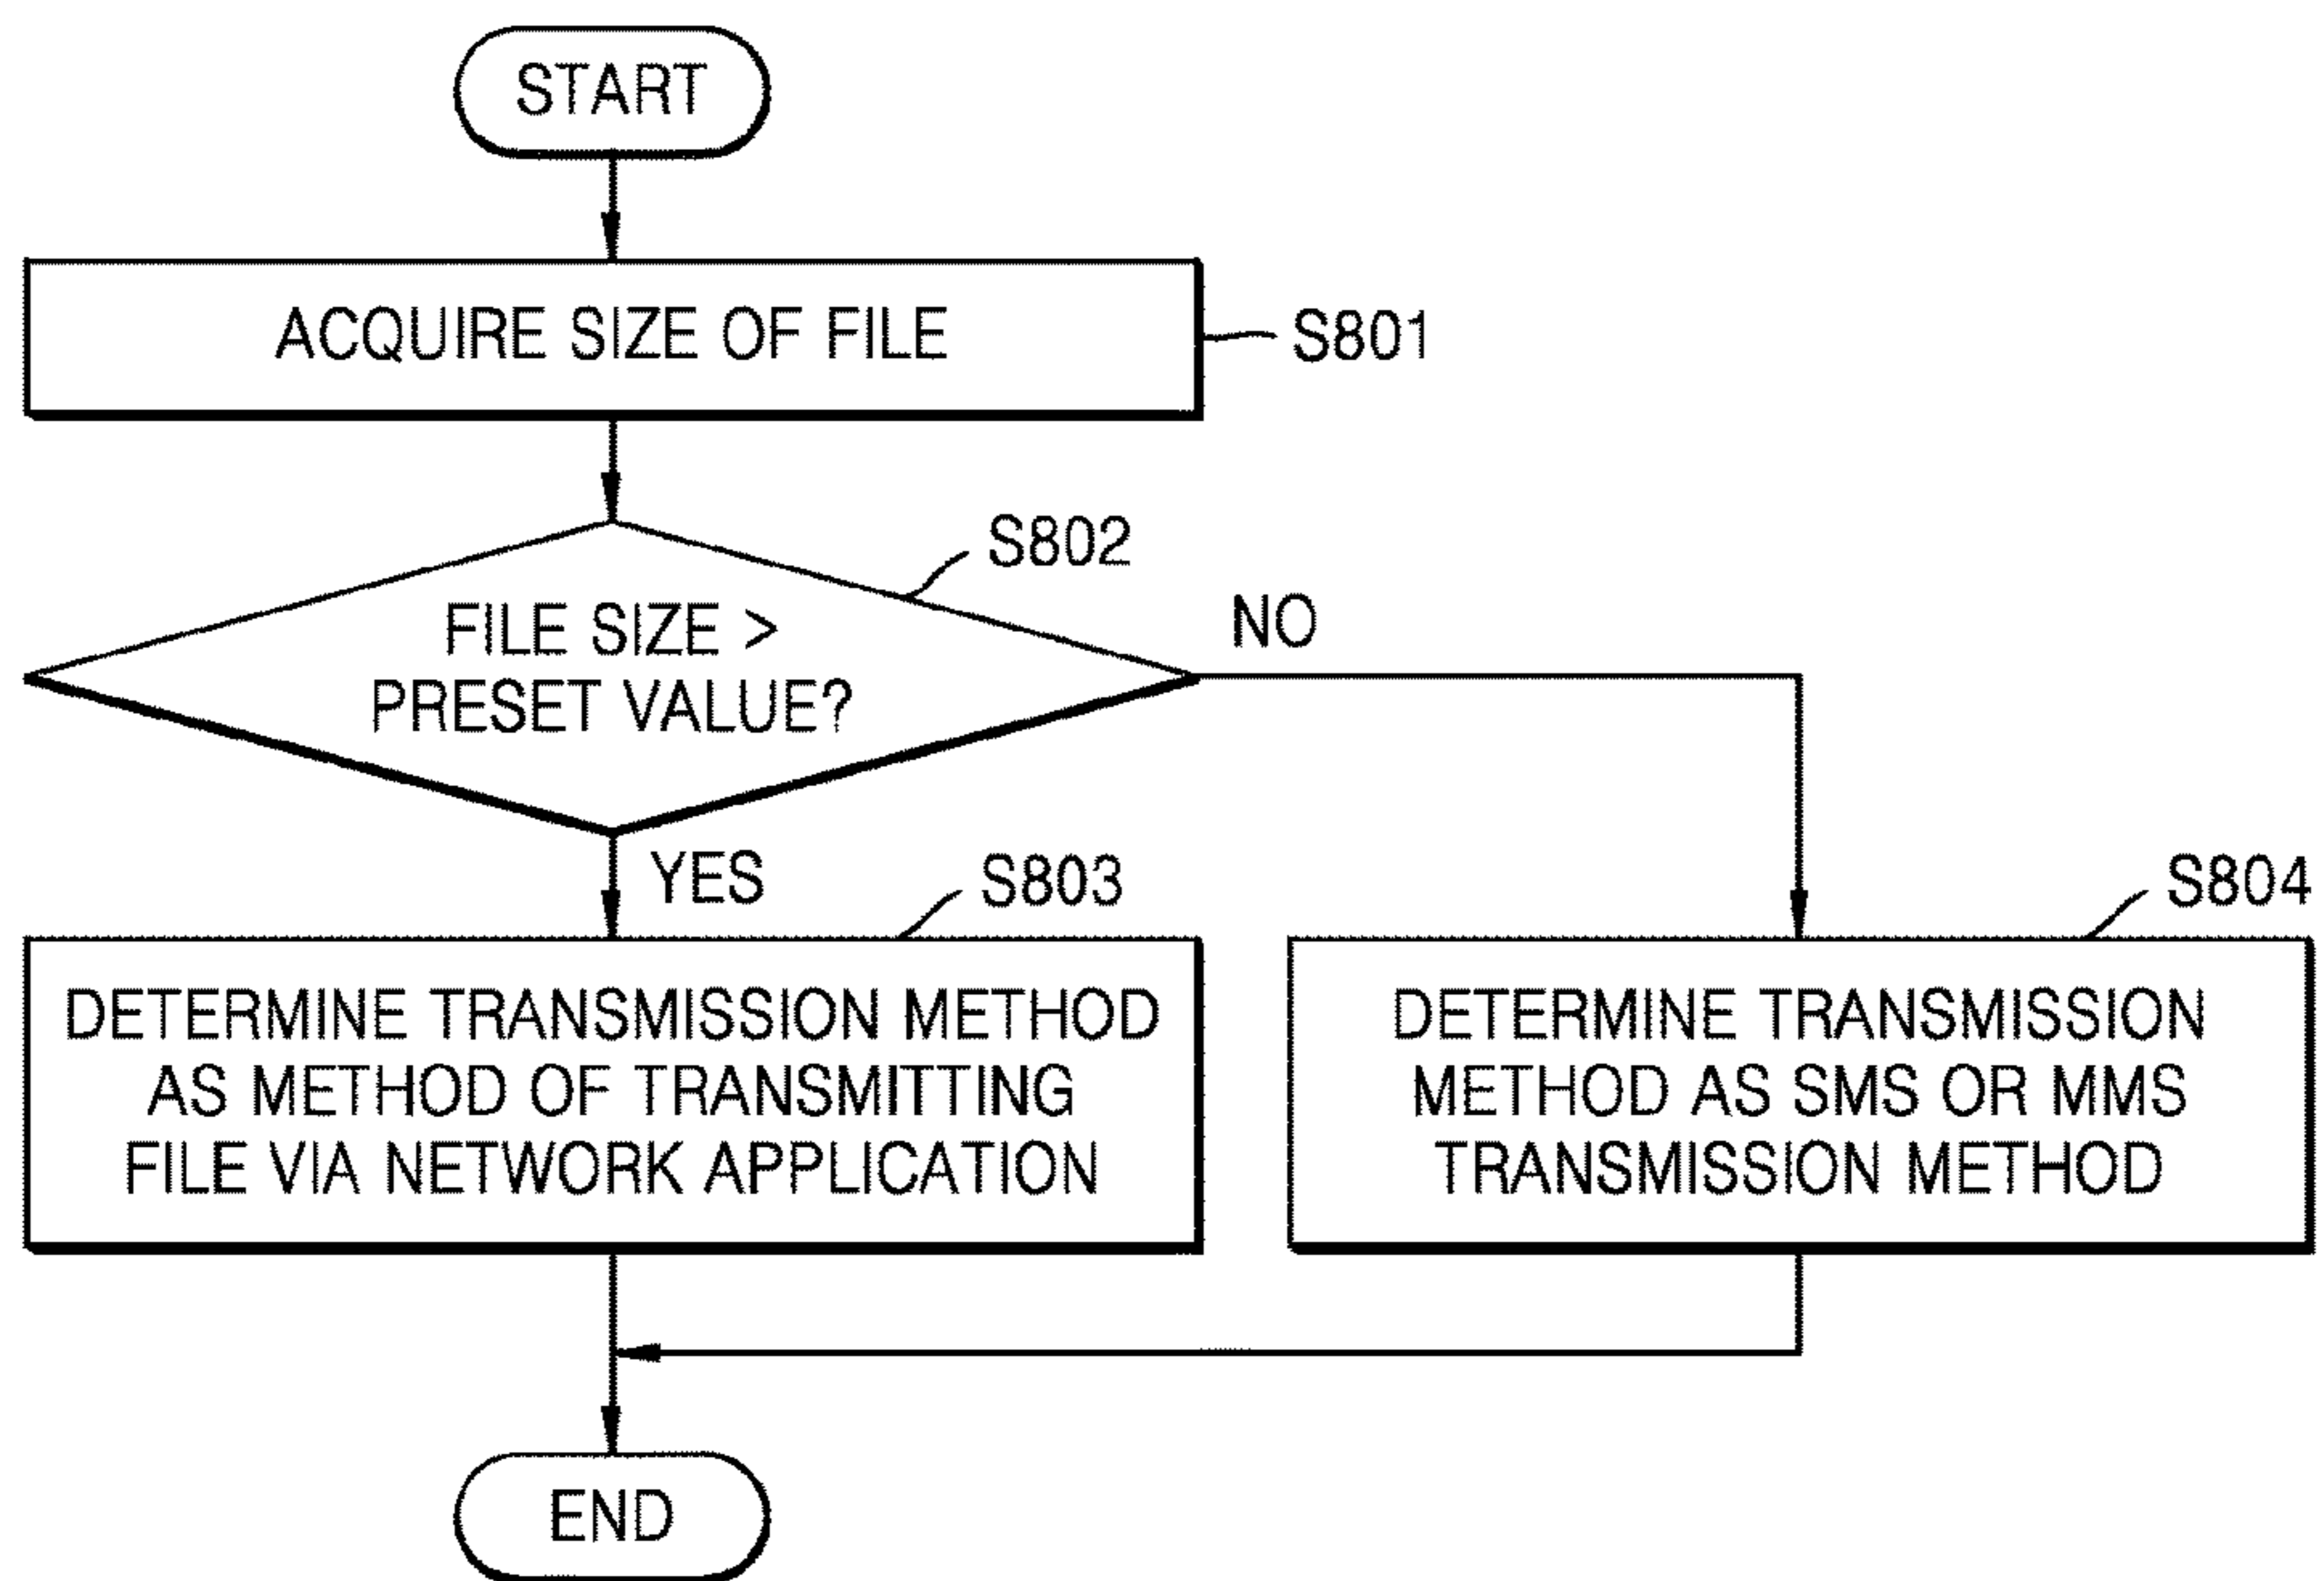 START
ACQUIRE SIZE OF FILE
S801
S802
FILE SIZE >
PRESET VALUE?
NO
YES
S803
DETERMINE TRANSMISSION METHOD
AS METHOD OF TRANSMITTING
FILE VIA NETWORK APPLICATION
S804
DETERMINE TRANSMISSION
METHOD AS SMS OR MMS
TRANSMISSION METHOD
END